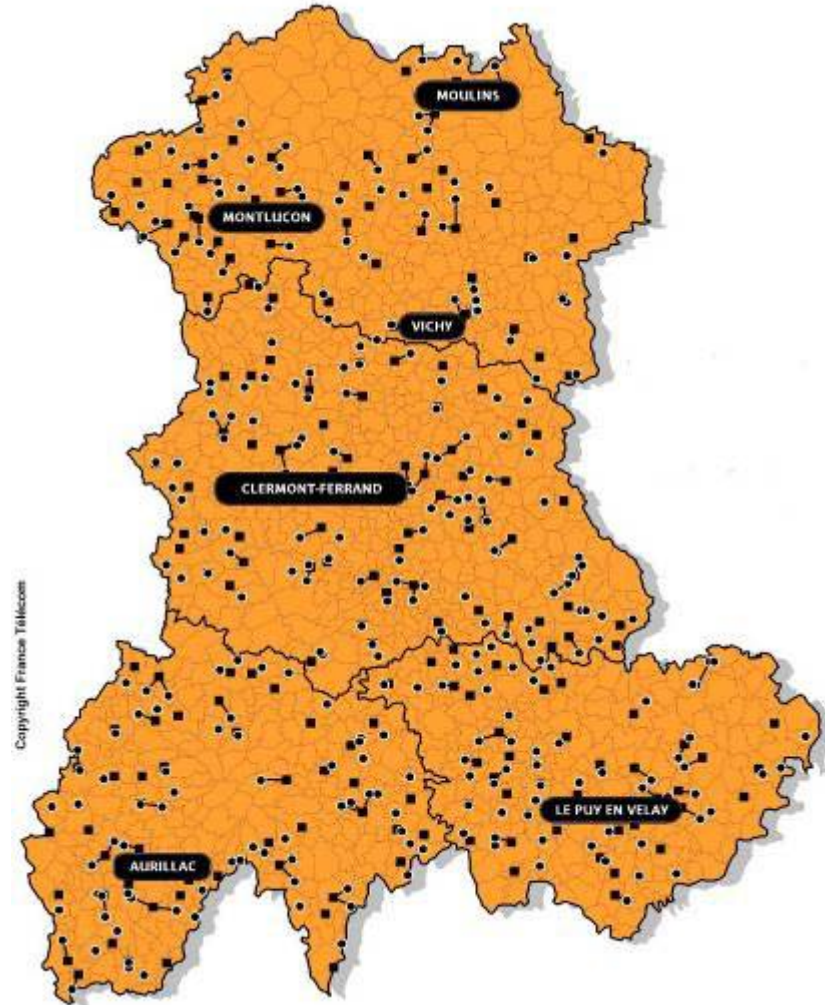 MOULINS
MONTLUCON
VICHY
CLERMONT-FERRAND
LE PUY EN VELAY
AURILLAC
Copyright France Télécom